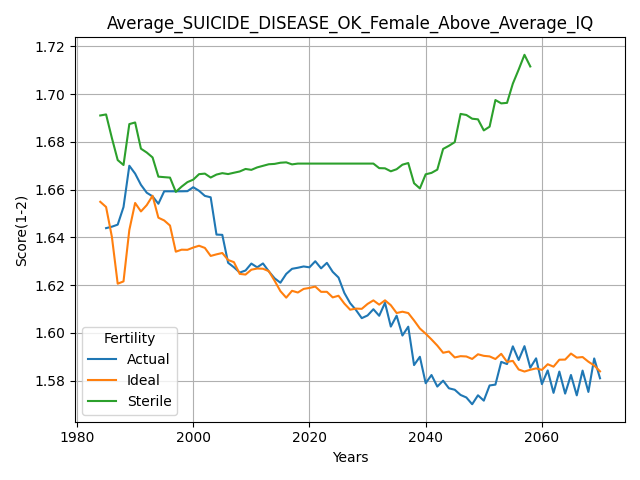 Average_SUICIDE_DISEASE_OK_Female_Above_Average_IQ
1.72
1.70
1.68
1.66
1.64
1.62
1.60
1.58
Score(1-2)
Fertility
Actual
Ideal
Sterile
1980
2000
2020
2040
2060
Years